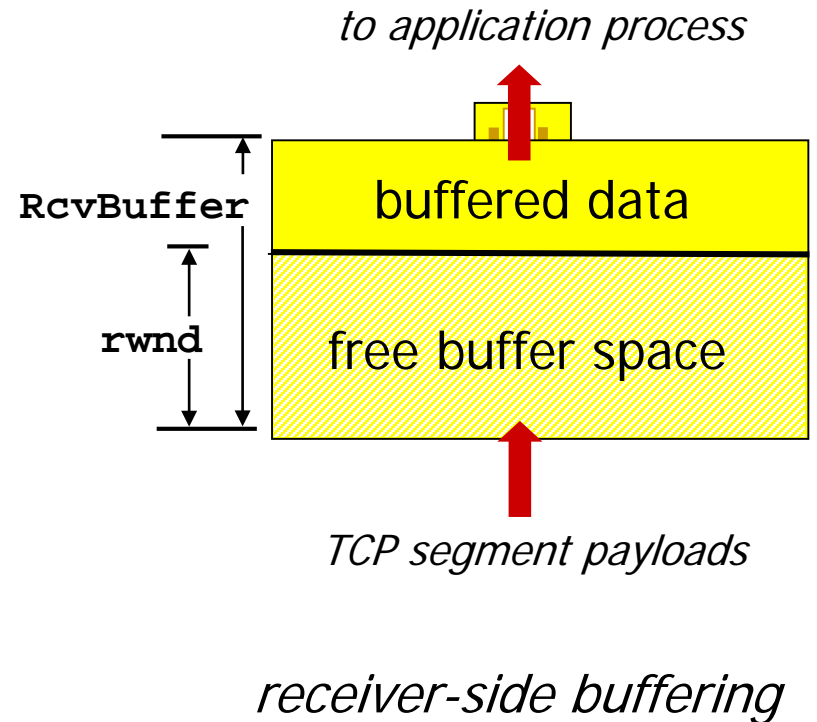 to application process
RcvBuffer
buffered data
rwnd
free buffer space
TCP segment payloads
receiver-side buffering